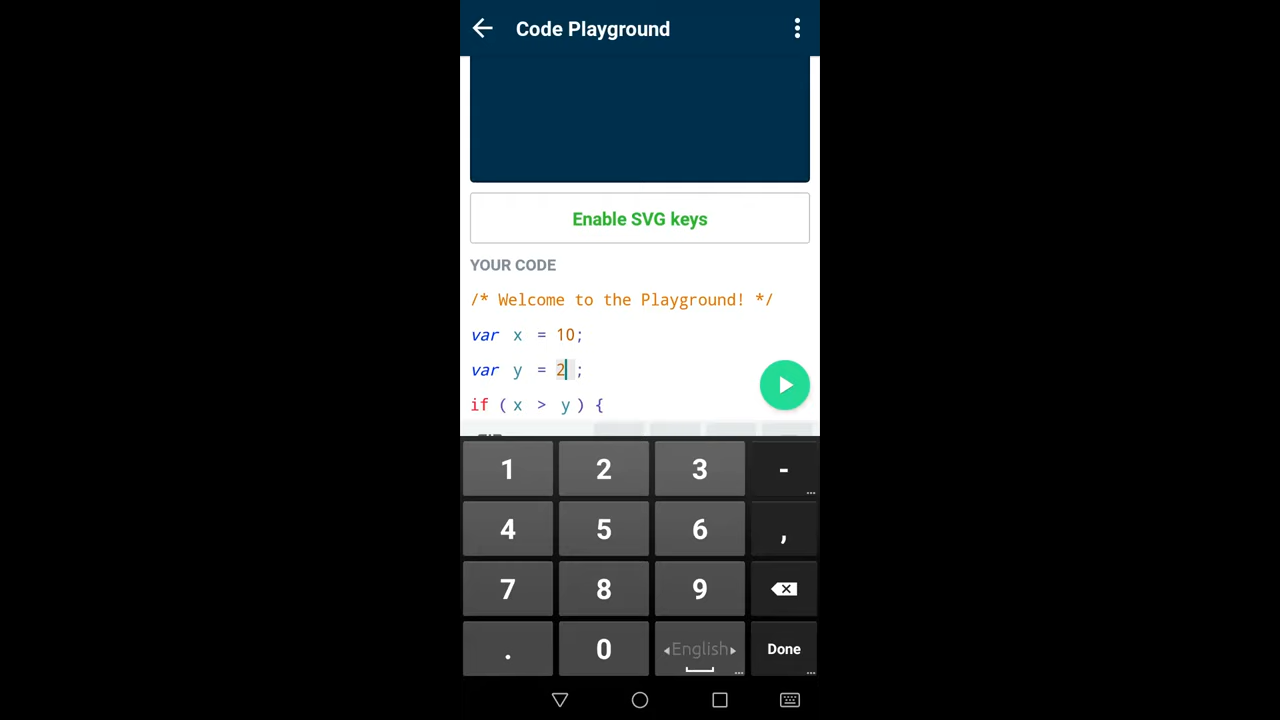 Code Playground
Enable SVG keys
YOUR CODE
/* Welcome to the Playground! */
var x = 10;
var y = 2 ;
if ( x > y ) {
1 2 3 -
4 5 6 ,
7 8 9
. 0 English Done